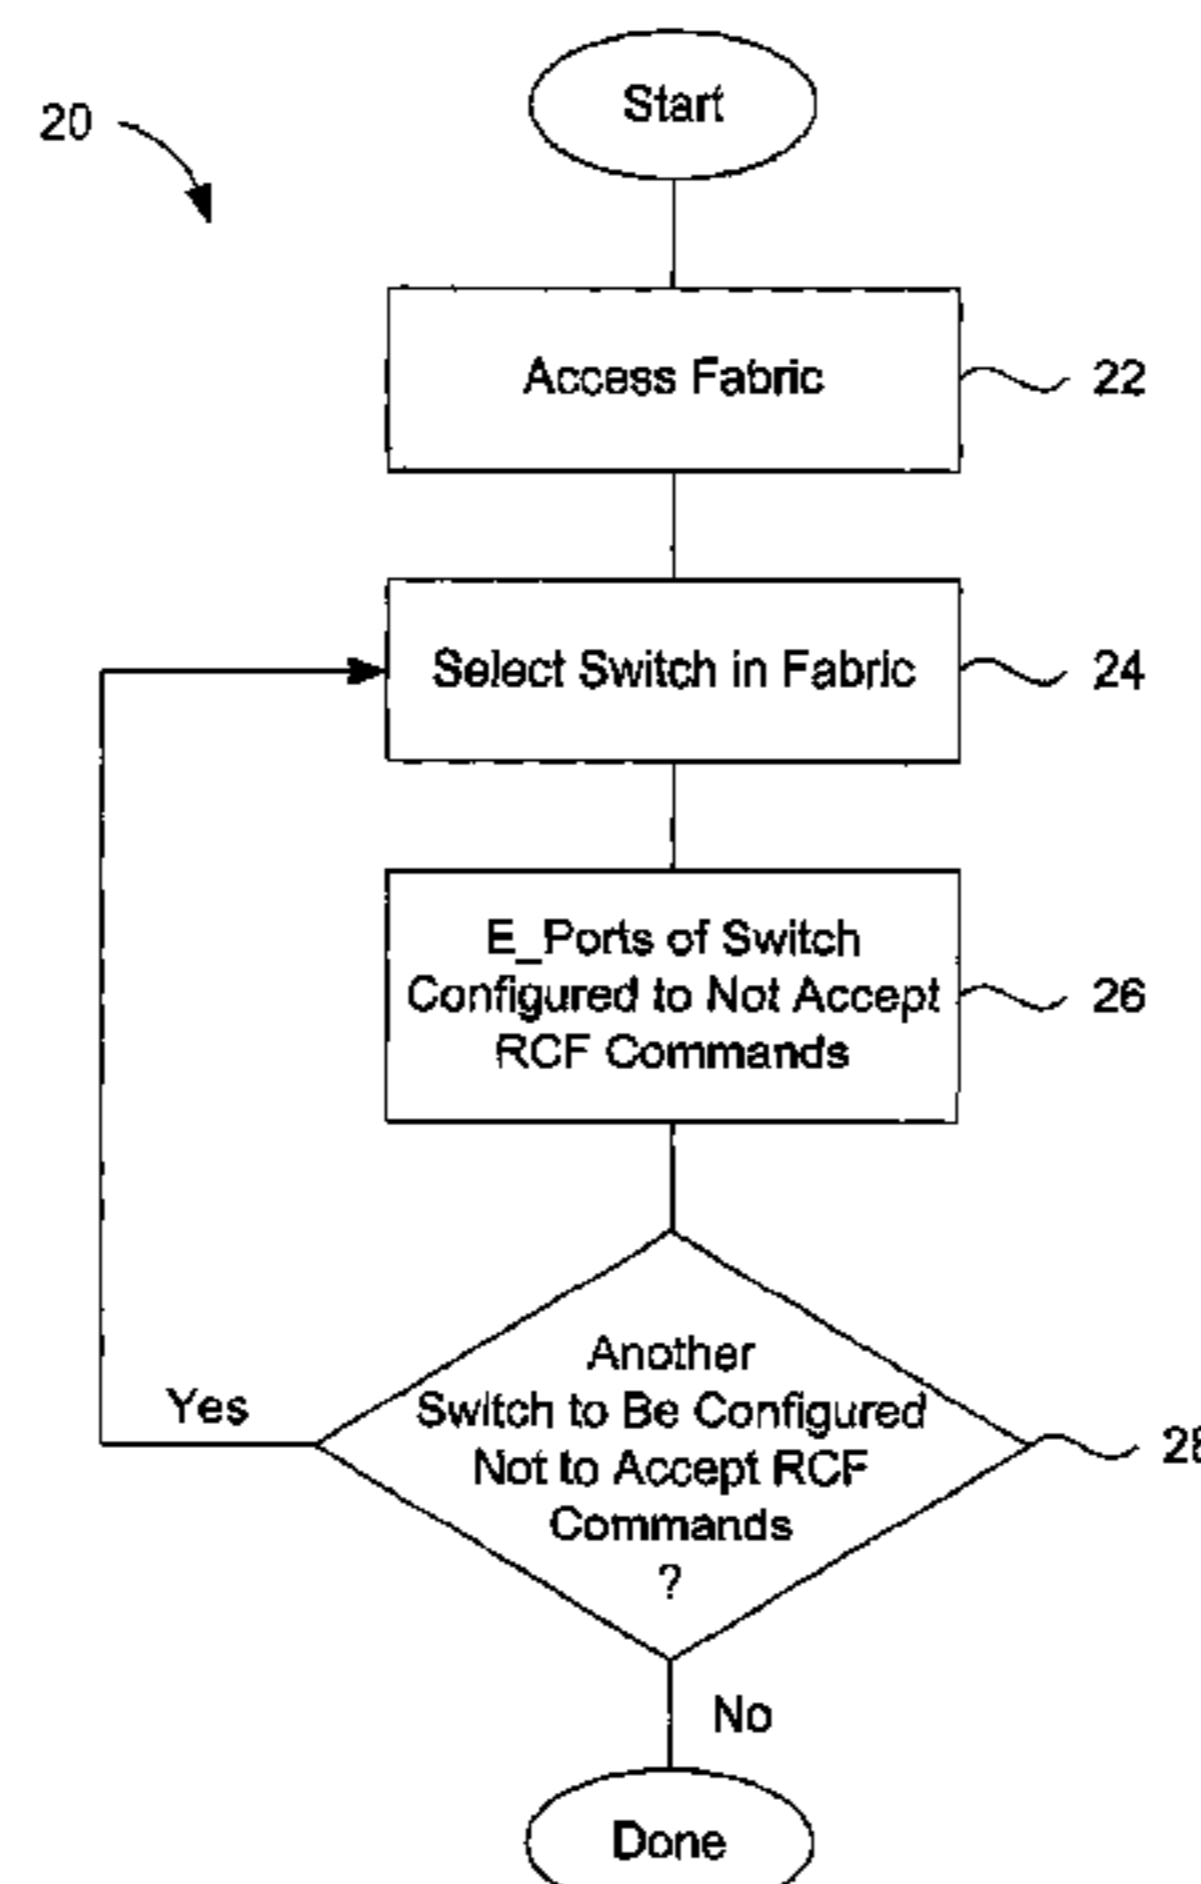 Start
20
Access Fabric
22
Select Switch in Fabric
24
E_Ports of Switch
Configured to Not Accept
RCF Commands
26
Another
Switch to Be Configured
Not to Accept RCF
Commands
?
Yes
28
No
Done